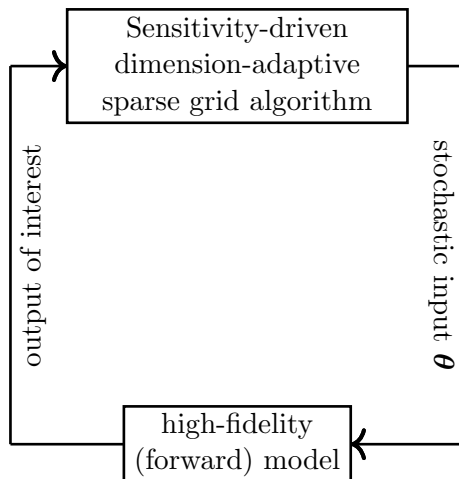 Sensitivity-driven
dimension-adaptive
sparse grid algorithm
output of interest
stochastic input θ
high-fidelity
(forward) model